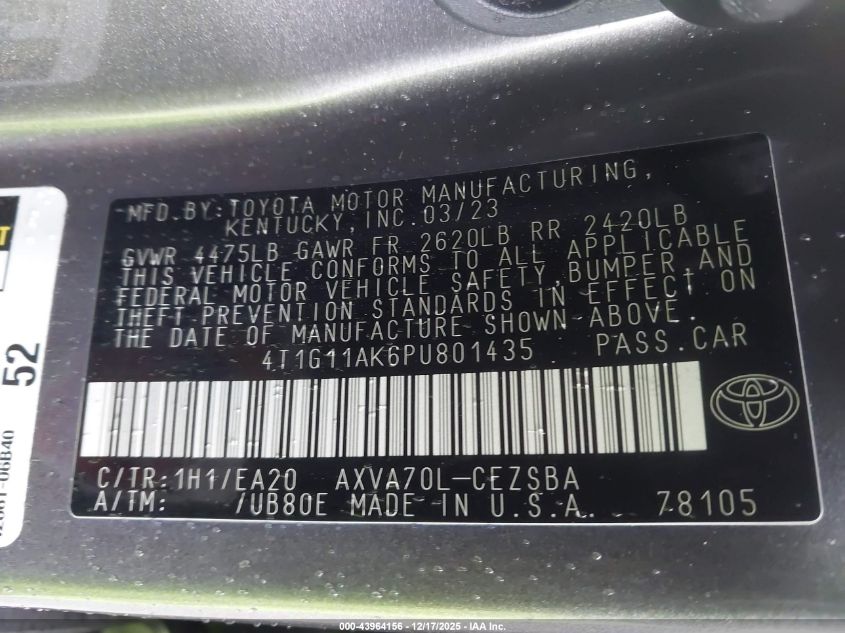 MFD.BY:TOYOTA MOTOR MANUFACTURING,
KENTUCKY, INC. 03/23
GVWR 4475LB GAWR FR 2620LB RR 2420LB
THIS VEHICLE CONFORMS TO ALL APPLICABLE
FEDERAL MOTOR VEHICLE SAFETY, BUMPER AND
THEFT PREVENTION STANDARDS IN EFFECT ON
THE DATE OF MANUFACTURE SHOWN ABOVE.
4T1G11AK6PU801435 PASS.CAR
C/TR:1H1/EA20 AXVA70L-CEZSBA
A/TM: /UB80E MADE IN U.S.A. 78105
52
000-43964156 – 12/17/2025 – IAA Inc.